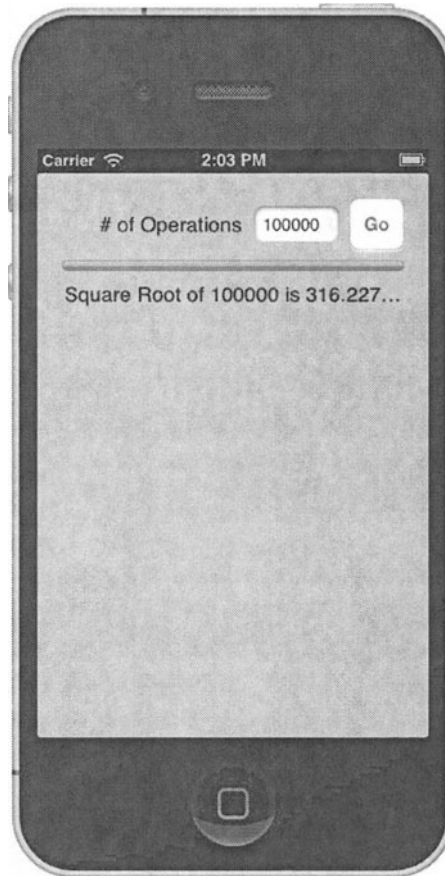 Carrier 2:03 PM
# of Operations 100000 Go
Square Root of 100000 is 316.227...